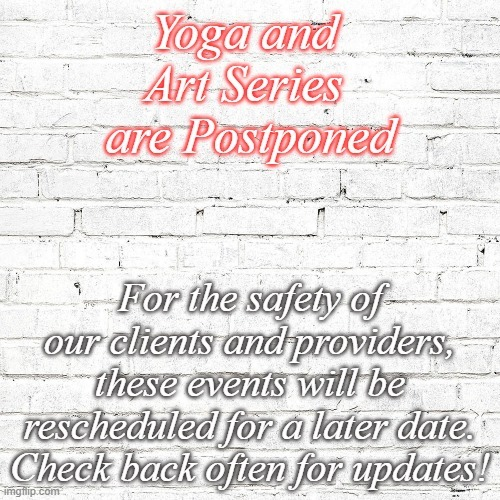 Yoga and
Art Series
are Postponed
For the safety of
our clients and providers,
these events will be
rescheduled for a later date.
Check back often for updates!
imgflip.com